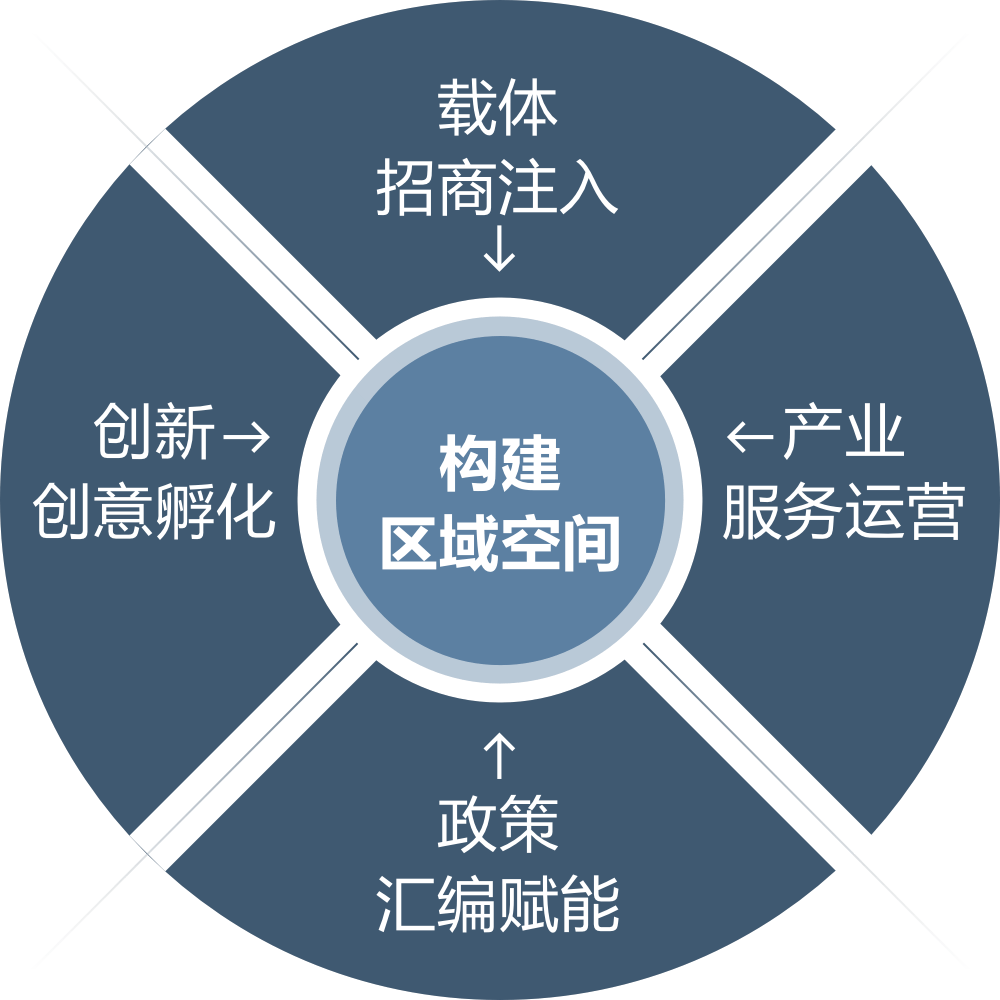 载体
招商注入
↓
创新→
创意孵化
构建
区域空间
←产业
服务运营
↑
政策
汇编赋能